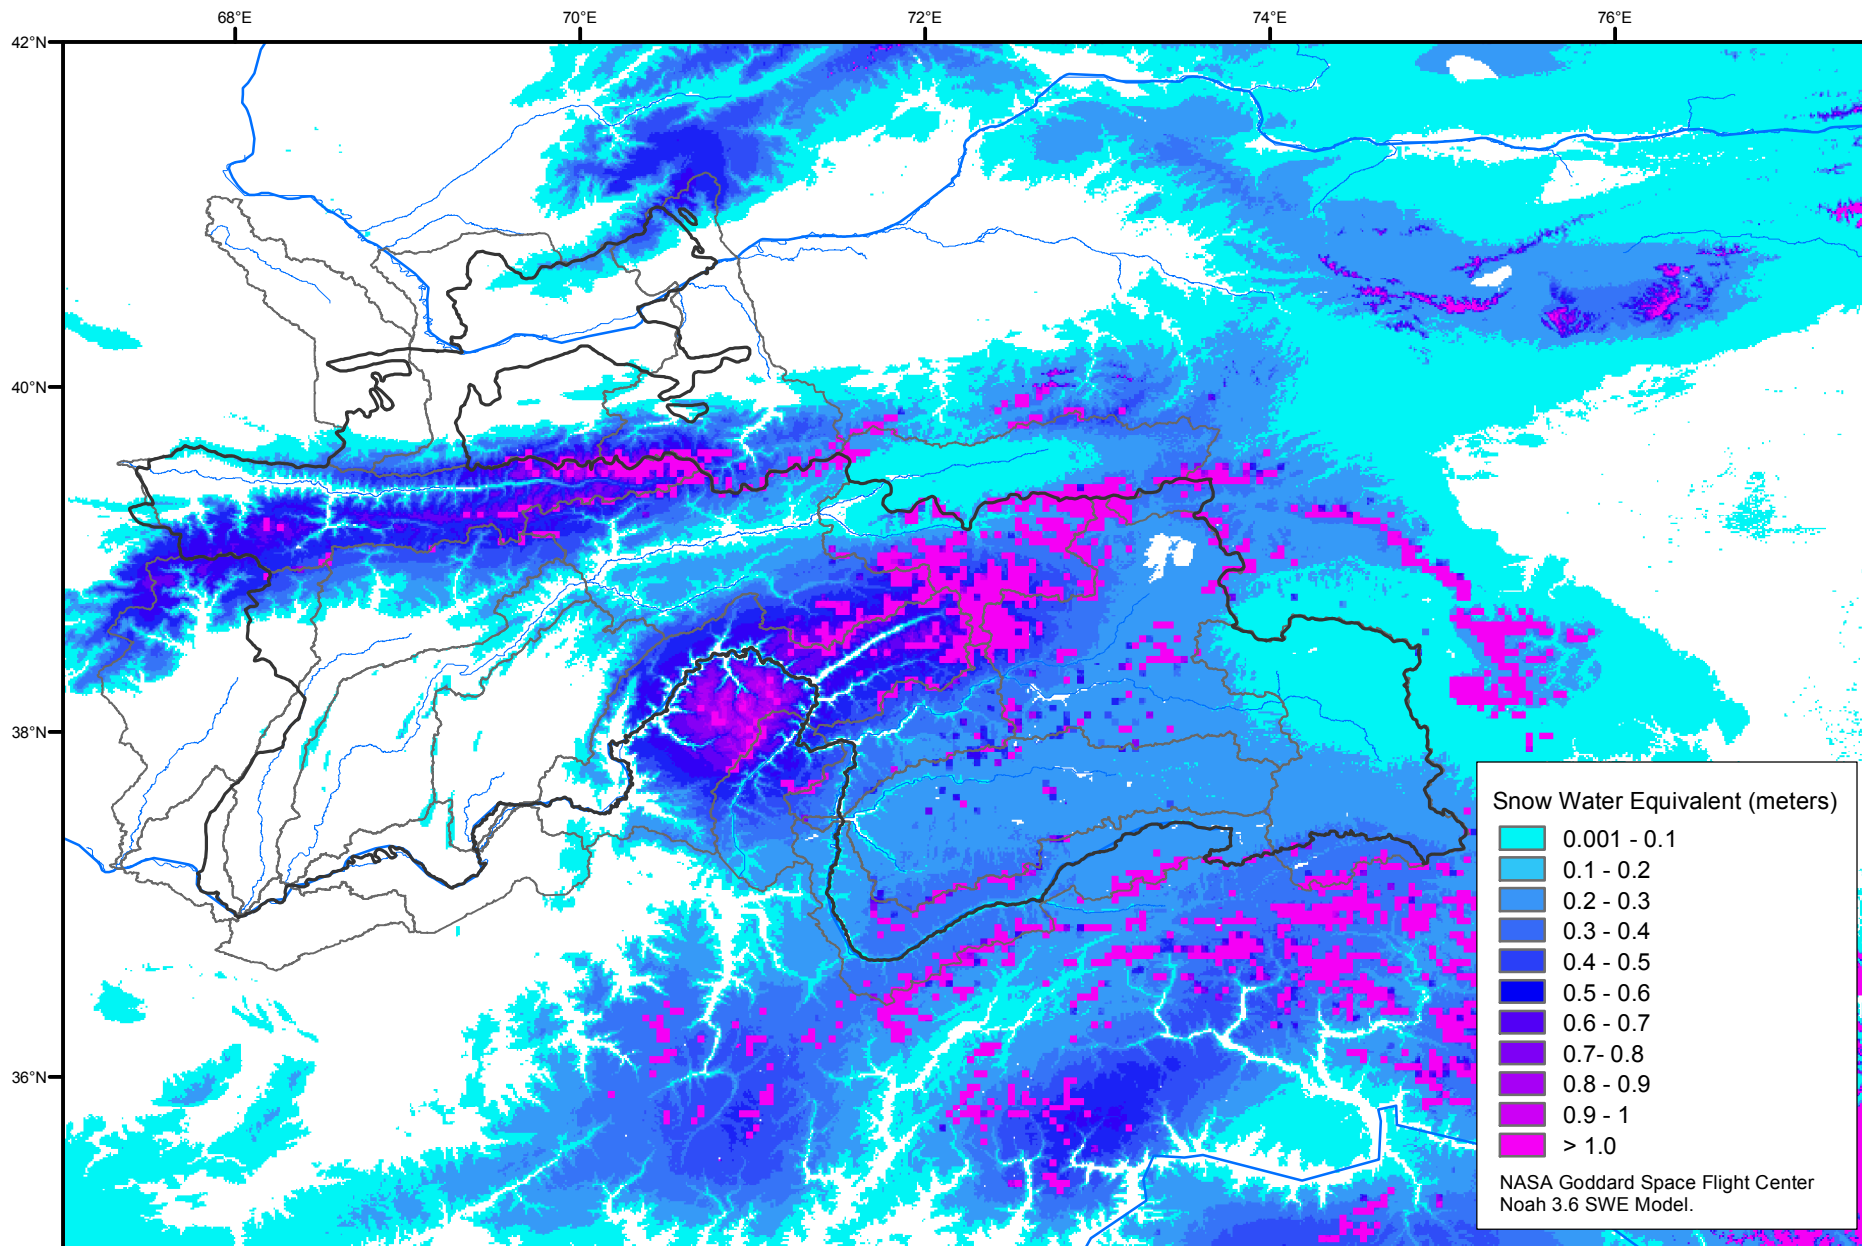 68°E
70°E
72°E
74°E
76°E
42°N
40°N
38°N
36°N
Snow Water Equivalent (meters)
0.001 - 0.1
0.1 - 0.2
0.2 - 0.3
0.3 - 0.4
0.4 - 0.5
0.5 - 0.6
0.6 - 0.7
0.7- 0.8
0.8 - 0.9
0.9 - 1
> 1.0
NASA Goddard Space Flight Center
Noah 3.6 SWE Model.